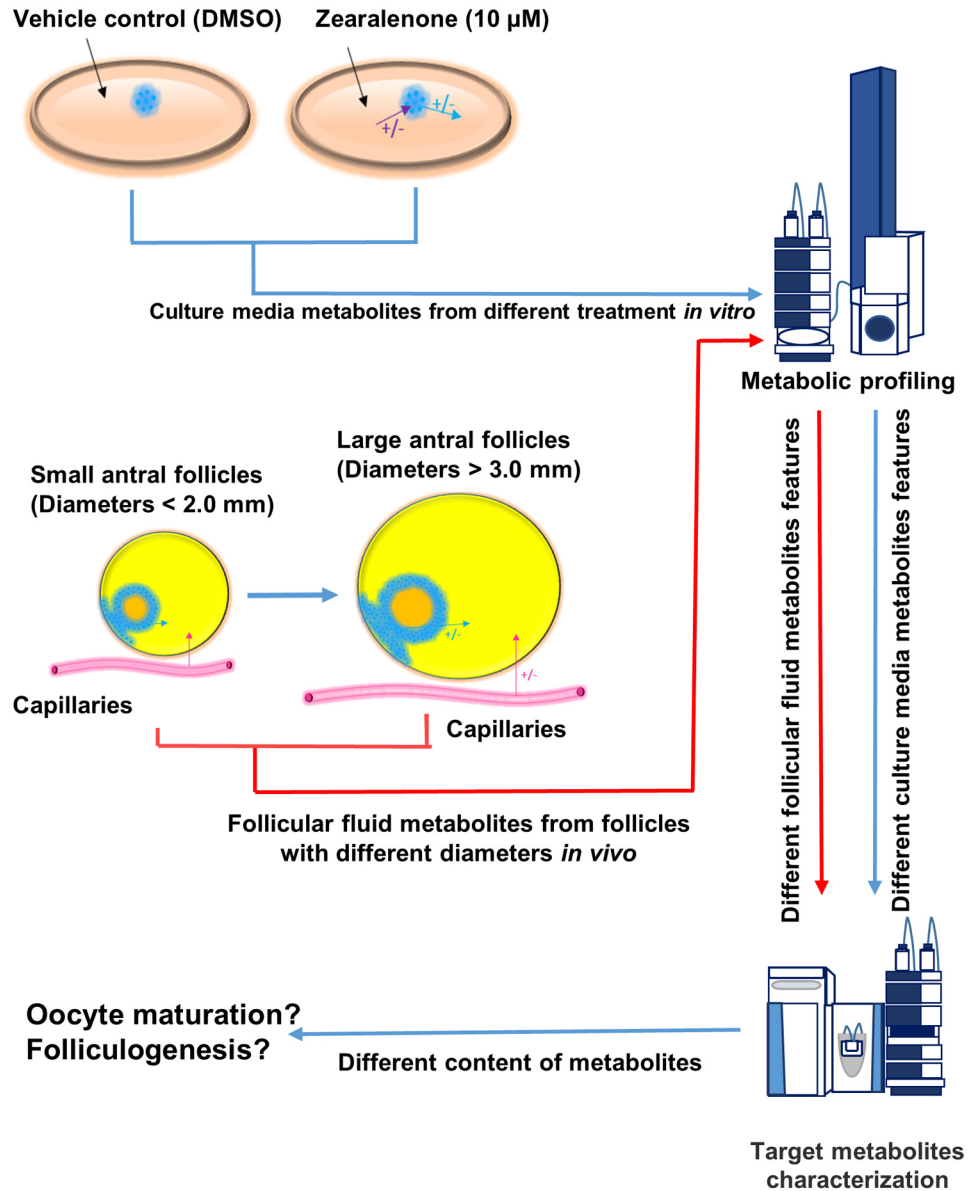 Vehicle control (DMSO)
Zearalenone (10 μM)
+/-
+/-
Culture media metabolites from different treatment in vitro
Metabolic profiling
Large antral follicles
(Diameters > 3.0 mm)
Small antral follicles
(Diameters < 2.0 mm)
+/-
+/-
Capillaries
Capillaries
Follicular fluid metabolites from follicles
with different diameters in vivo
Different follicular fluid metabolites features
Different culture media metabolites features
Oocyte maturation?
Folliculogenesis?
Different content of metabolites
Target metabolites
characterization